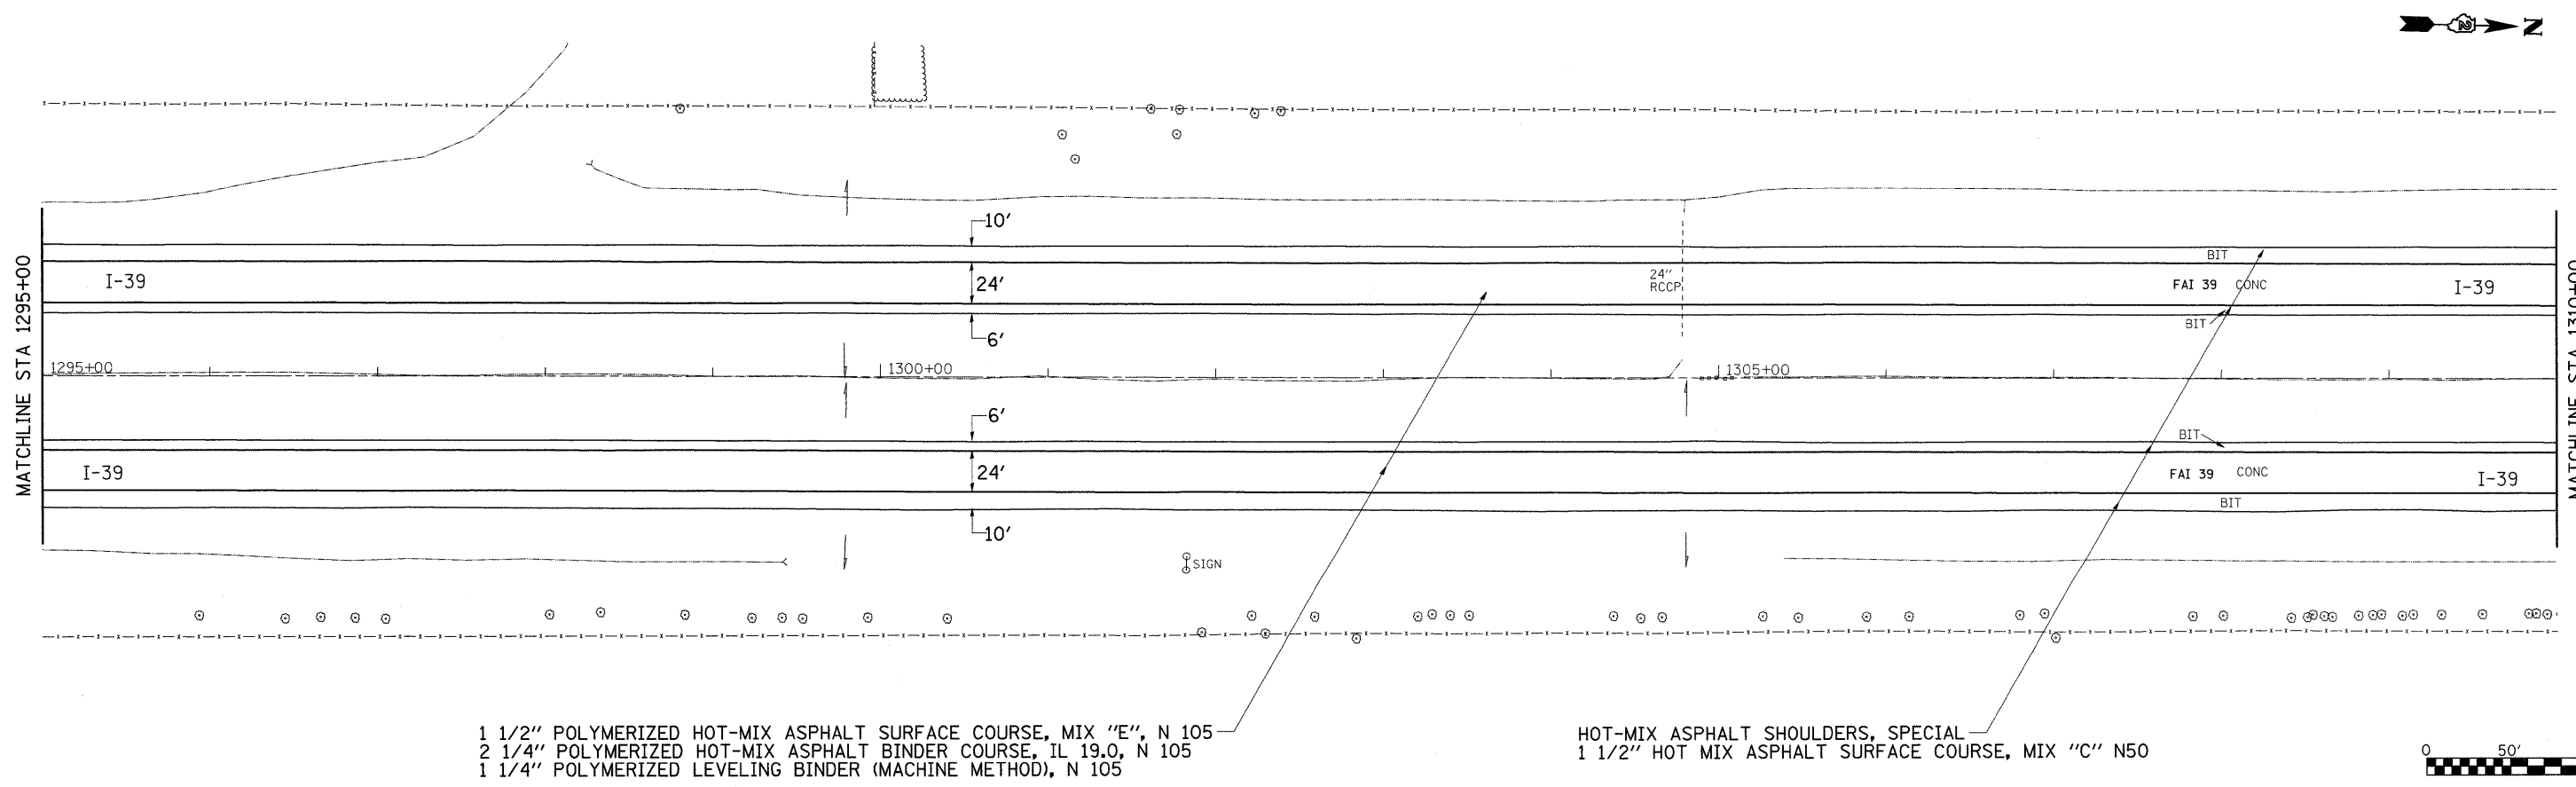 N
10'
BIT
I-39
24'
24"
RCCP
FAI 39 CONC
I-39
BIT
6'
MATCHLINE STA 1295+00
1295+00
1300+00
1305+00
MATCHLINE STA 1310+00
6'
BIT
I-39
24'
FAI 39 CONC
I-39
BIT
10'
SIGN
1 1/2" POLYMERIZED HOT-MIX ASPHALT SURFACE COURSE, MIX "E", N 105
2 1/4" POLYMERIZED HOT-MIX ASPHALT BINDER COURSE, IL 19.0, N 105
1 1/4" POLYMERIZED LEVELING BINDER (MACHINE METHOD), N 105
HOT-MIX ASPHALT SHOULDERS, SPECIAL
1 1/2" HOT MIX ASPHALT SURFACE COURSE, MIX "C" N50
0 50'